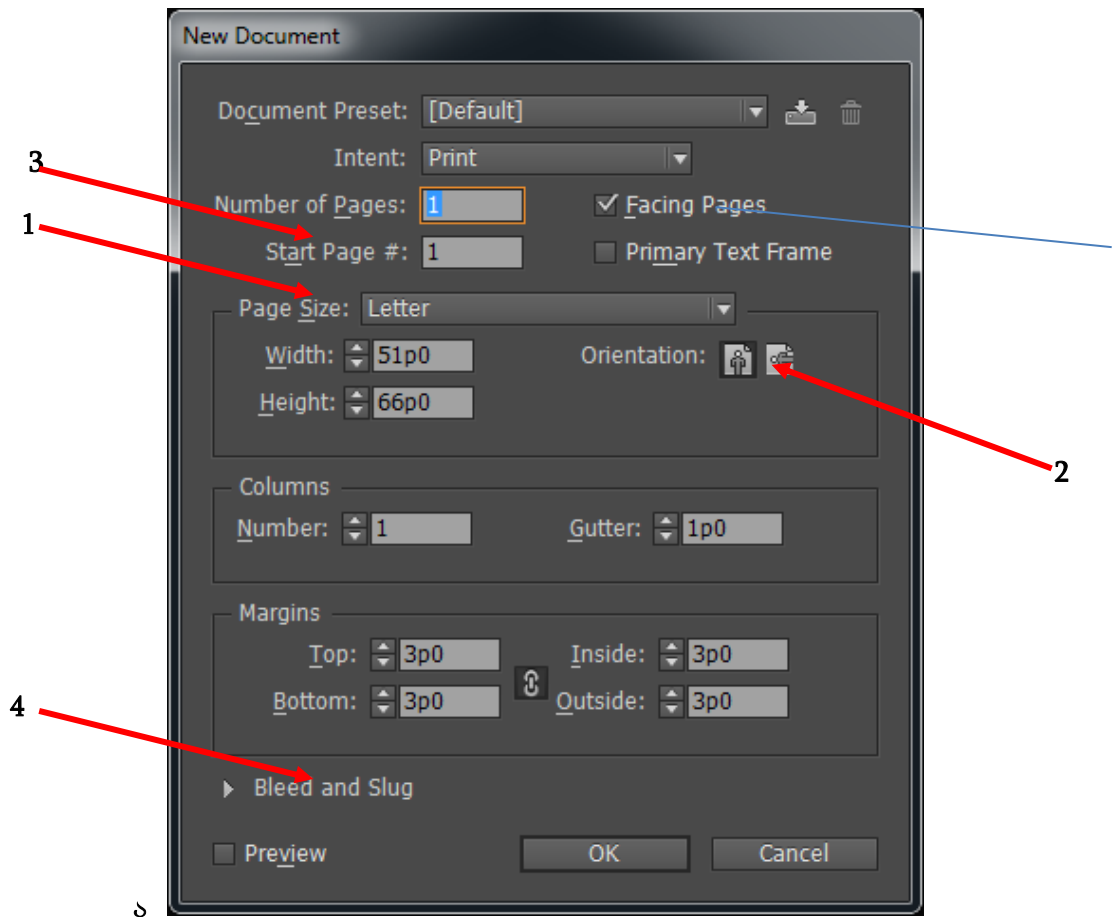 New Document
Document Preset: [Default]
Intent: Print
3
Number of Pages: 1 Facing Pages
1
Start Page #: 1 Primary Text Frame
Page Size: Letter
Width: 51p0 Orientation:
Height: 66p0
2
Columns
Number: 1 Gutter: 1p0
Margins
Top: 3p0 Inside: 3p0
Bottom: 3p0 Outside: 3p0
4
Bleed and Slug
Preview OK Cancel